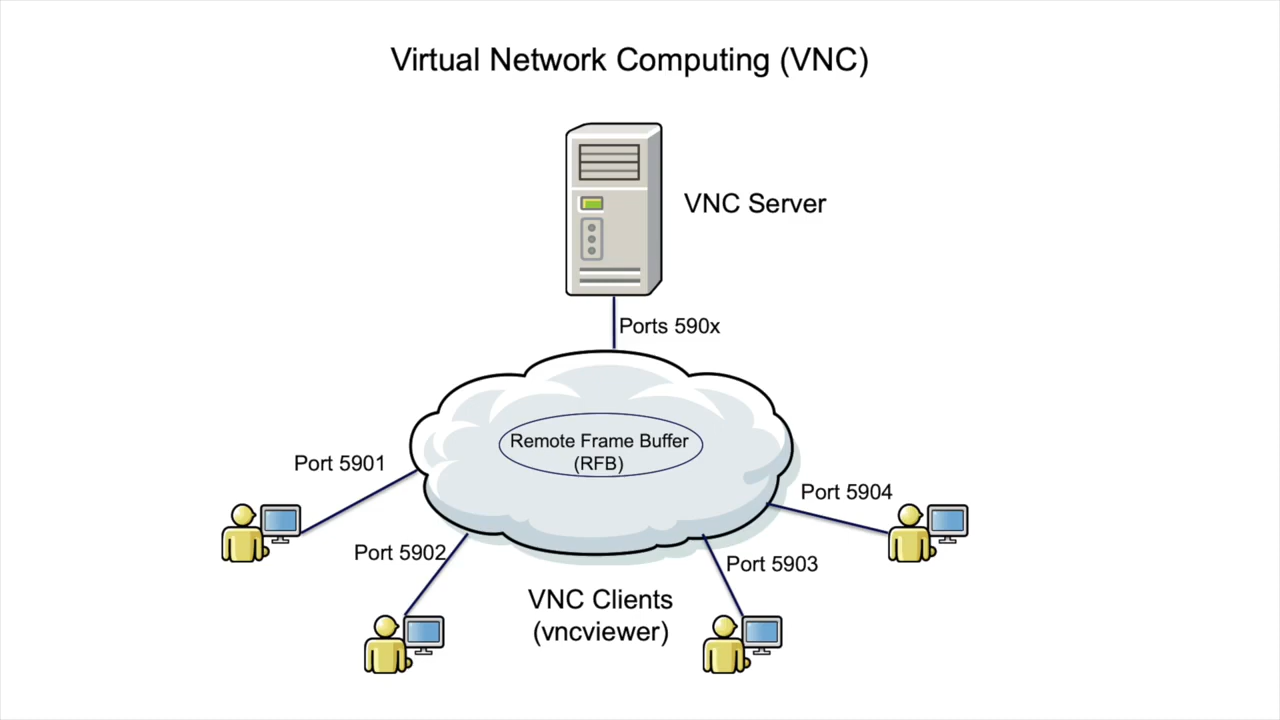 Virtual Network Computing (VNC)
VNC Server
Ports 590x
Remote Frame Buffer
(RFB)
Port 5901
Port 5904
Port 5902
Port 5903
VNC Clients
(vncviewer)